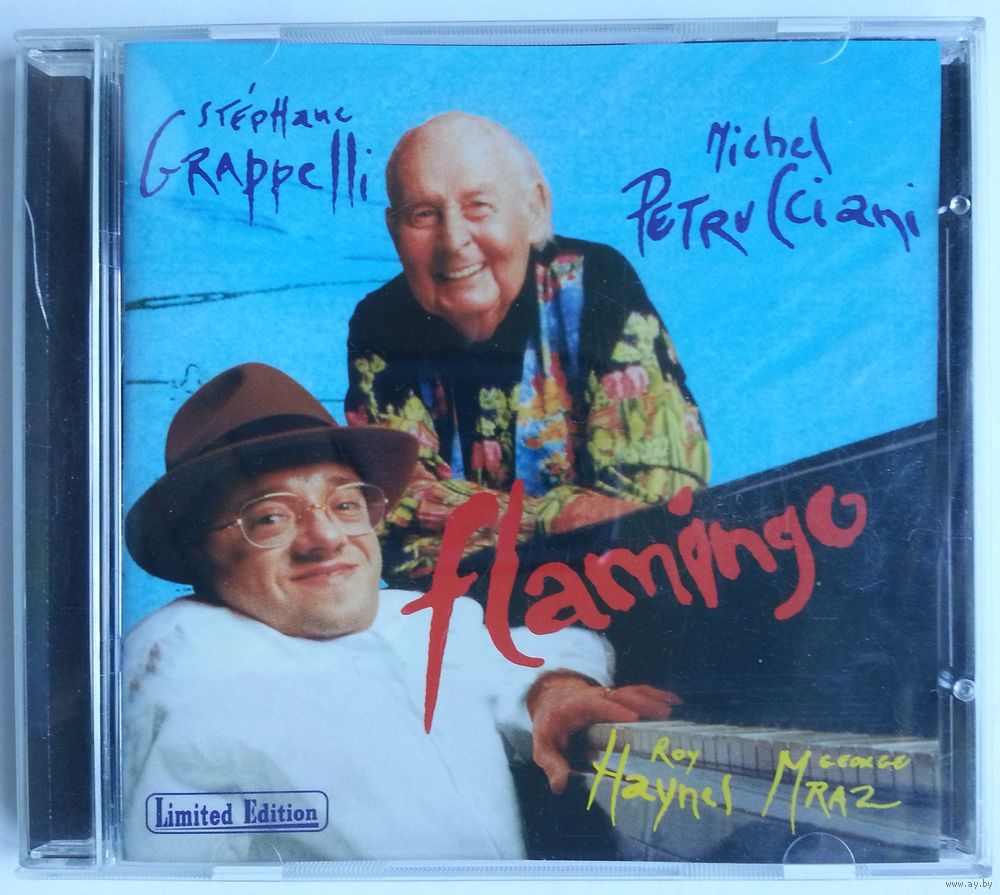 Stéphane
Grappelli
Michel
Petrucciani
flamingo
Roy
Haynes
George
Mraz
Limited Edition
www.ay.by